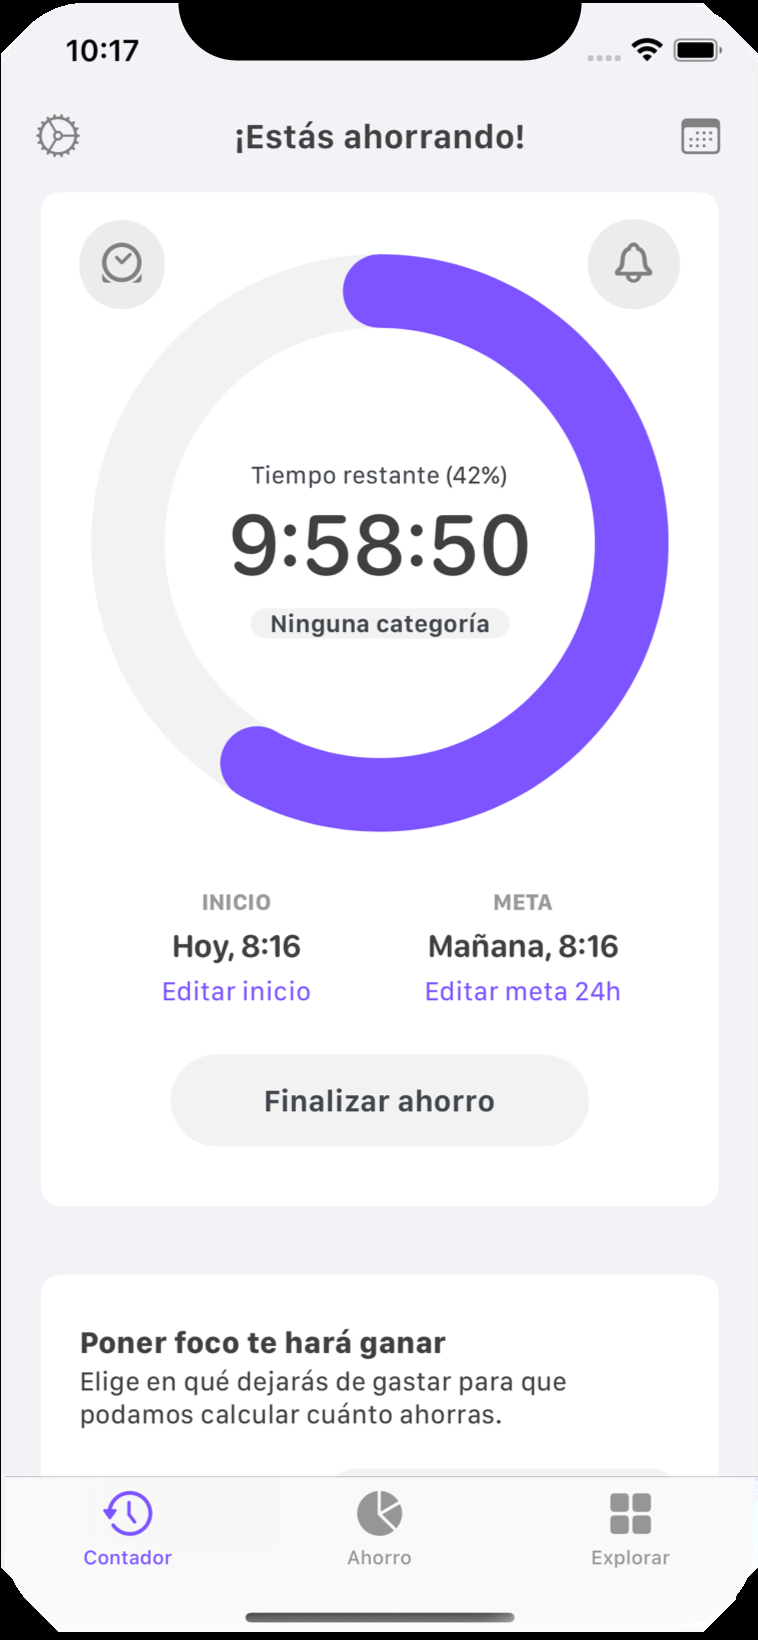 10:17
¡Estás ahorrando!
Tiempo restante (42%)
9:58:50
Ninguna categoría
INICIO
META
Hoy, 8:16
Mañana, 8:16
Editar inicio
Editar meta 24h
Finalizar ahorro
Poner foco te hará ganar
Elige en qué dejarás de gastar para que
podamos calcular cuánto ahorras.
Contador
Ahorro
Explorar